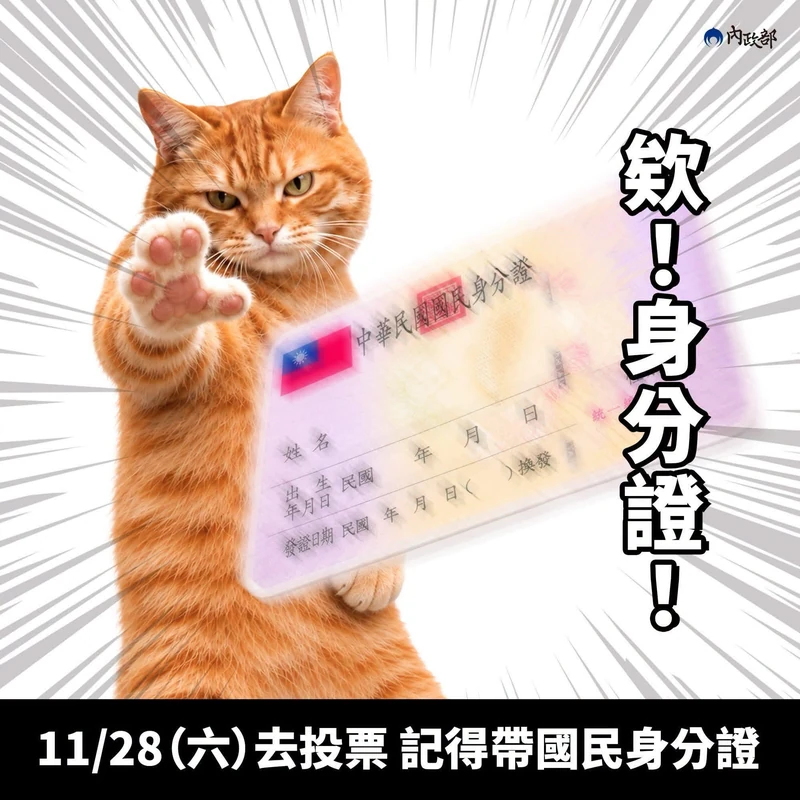 內政部
欸！身分證！
中華民國國民身分證
姓名
年 月 日
出生
年月日 民國
發證日期 民國 年 月 日（ ）換發
統
11/28（六）去投票 記得帶國民身分證